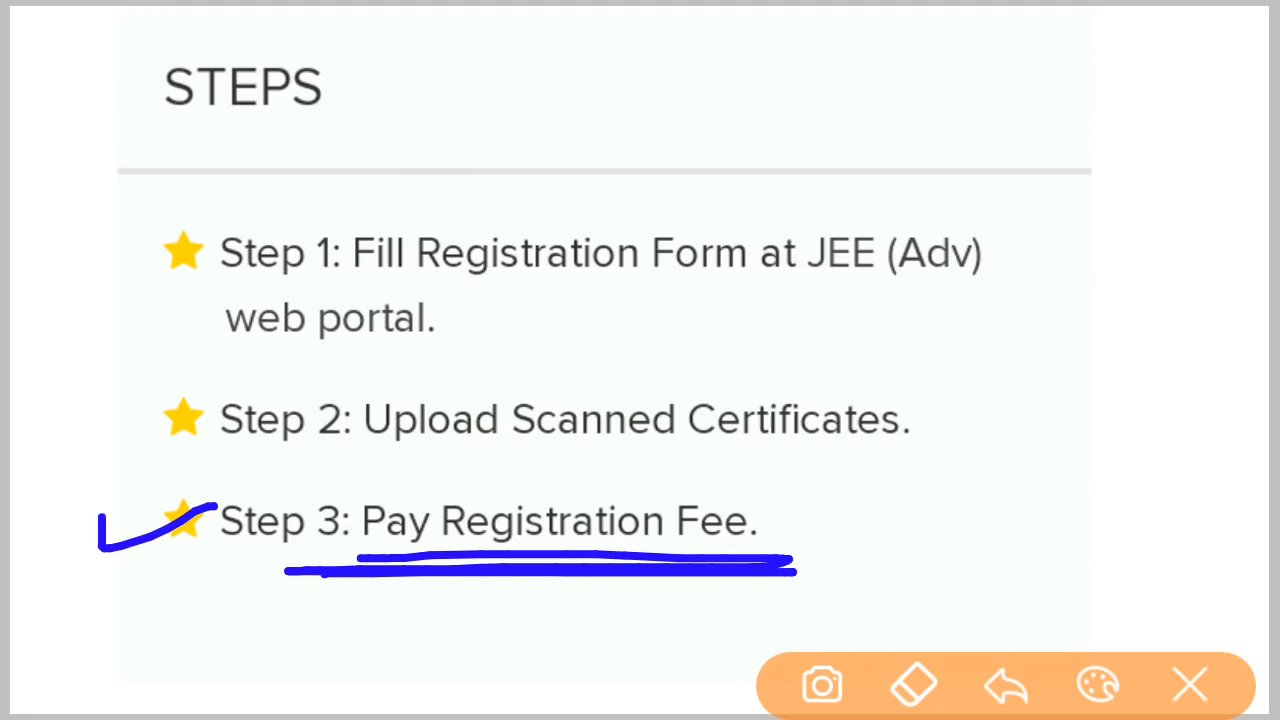 STEPS
Step 1: Fill Registration Form at JEE (Adv)
web portal.
Step 2: Upload Scanned Certificates.
Step 3: Pay Registration Fee.